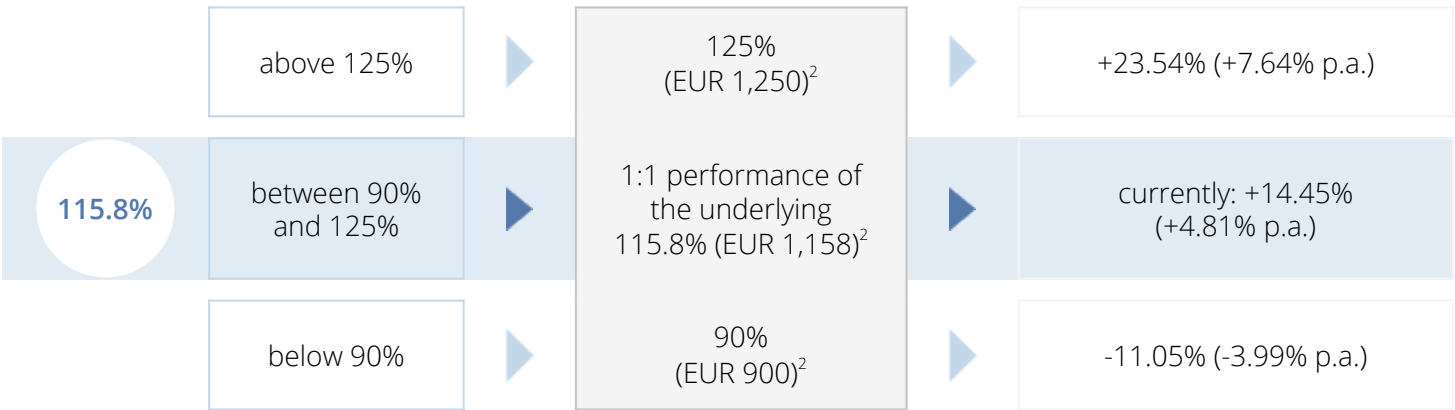 above 125%
125%
(EUR 1,250)²
+23.54% (+7.64% p.a.)
115.8%
between 90%
and 125%
1:1 performance of
the underlying
115.8% (EUR 1,158)²
currently: +14.45%
(+4.81% p.a.)
below 90%
90%
(EUR 900)²
-11.05% (-3.99% p.a.)